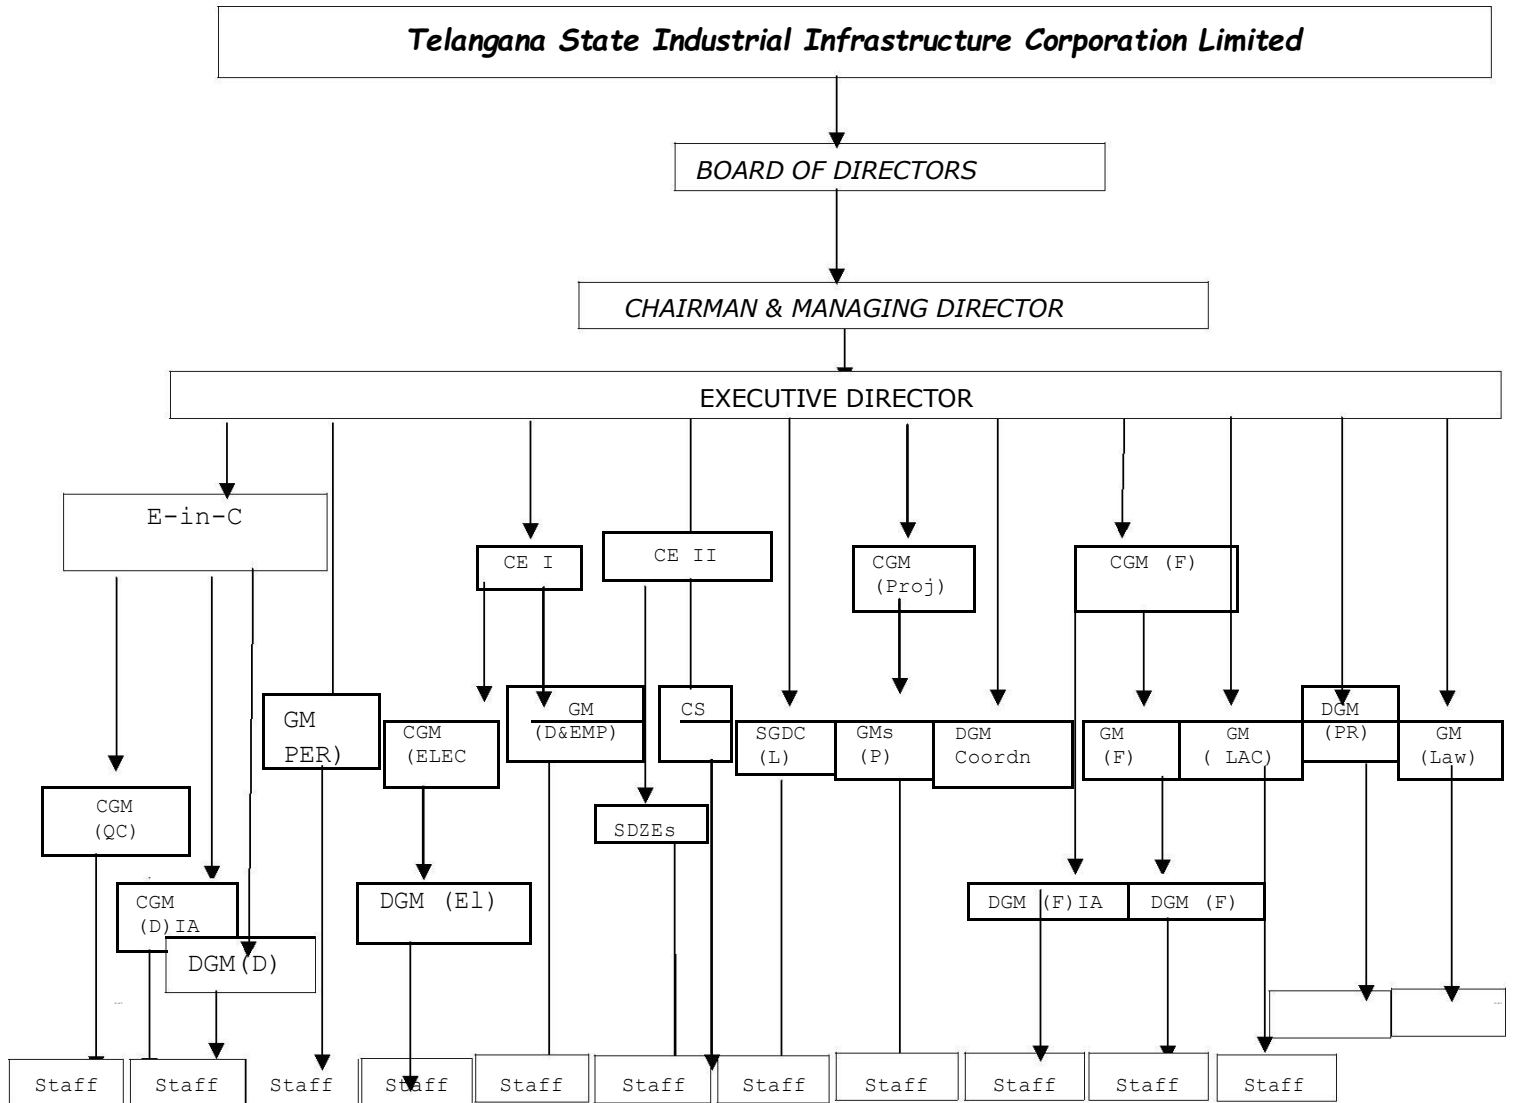 Telangana State Industrial Infrastructure Corporation Limited
BOARD OF DIRECTORS
CHAIRMAN & MANAGING DIRECTOR
EXECUTIVE DIRECTOR
E-in-C
CE I
CE II
CGM
(Proj)
CGM (F)
GM
PER)
CGM
(ELEC
GM
(D&EMP)
CS
SGDC
(L)
GMs
(P)
DGM
Coordn
GM
(F)
GM
( LAC)
DGM
(PR)
GM
(Law)
CGM
(QC)
SDZEs
CGM
(D)IA
DGM(D)
DGM (El)
DGM (F)IA
DGM (F)
Staff
Staff
Staff
Staff
Staff
Staff
Staff
Staff
Staff
Staff
Staff